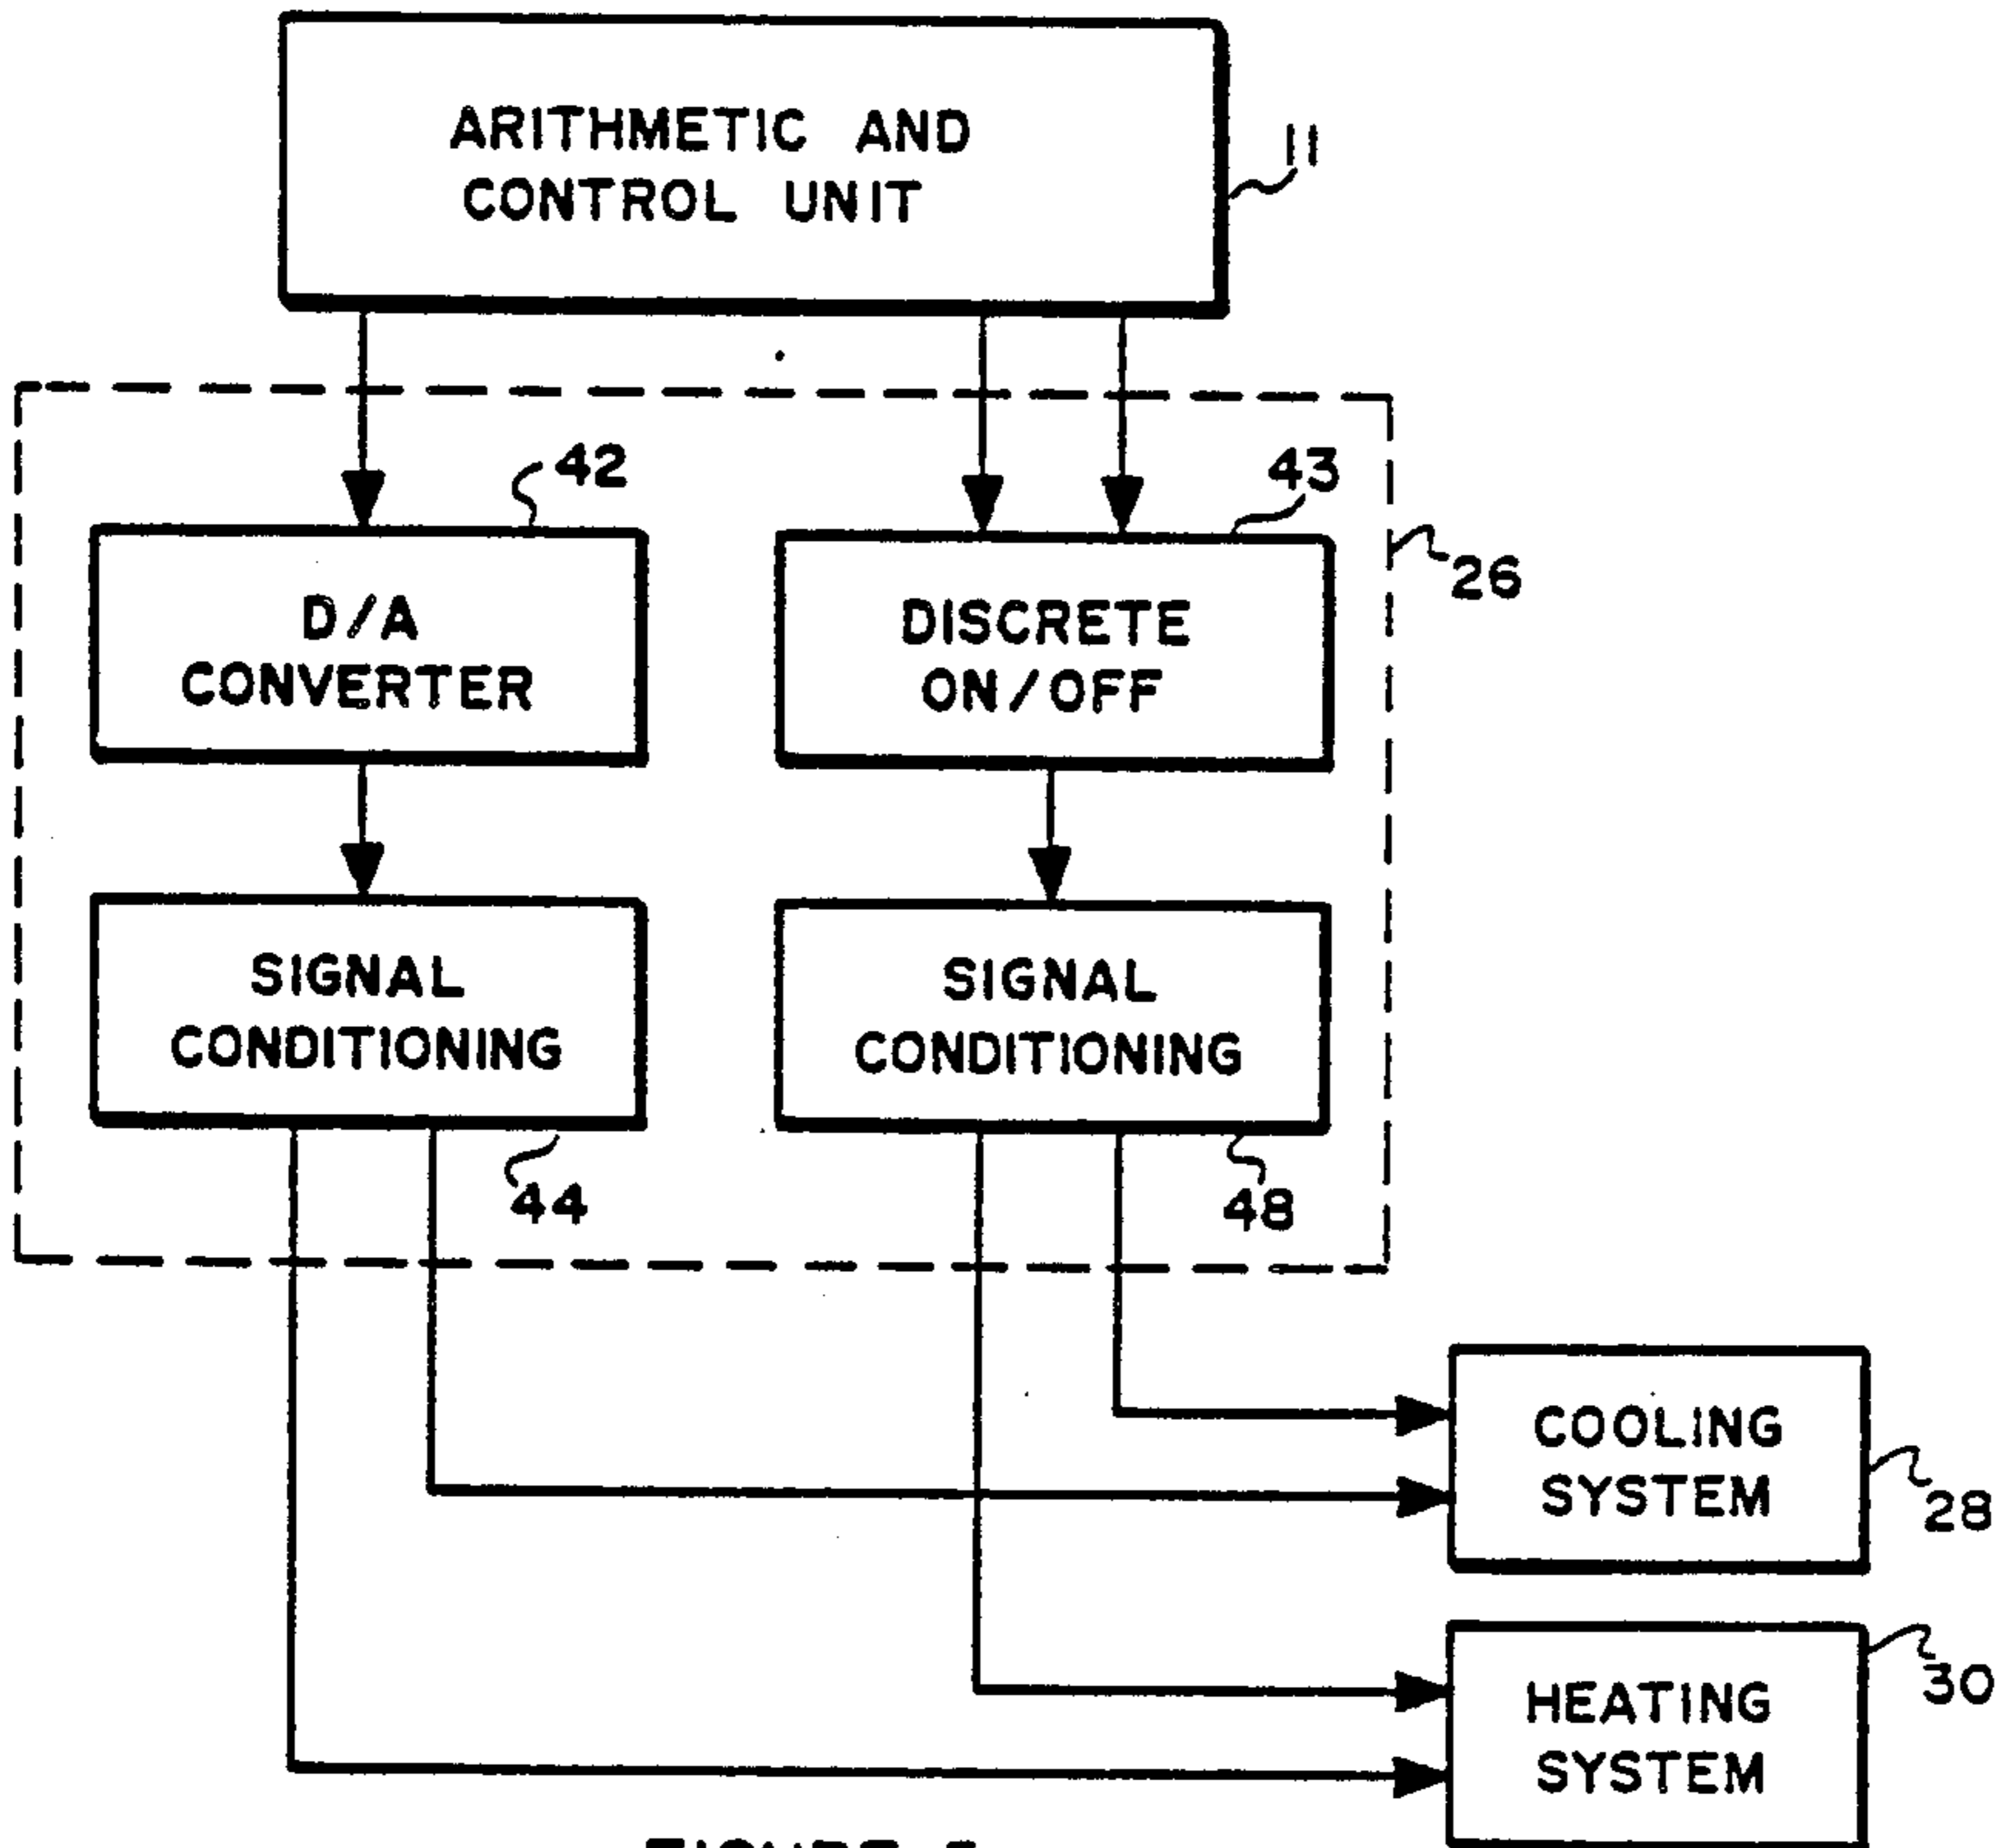 ARITHMETIC AND
CONTROL UNIT
11
42
43
26
D/A
CONVERTER
DISCRETE
ON/OFF
SIGNAL
CONDITIONING
SIGNAL
CONDITIONING
44
48
COOLING
SYSTEM
28
HEATING
SYSTEM
30